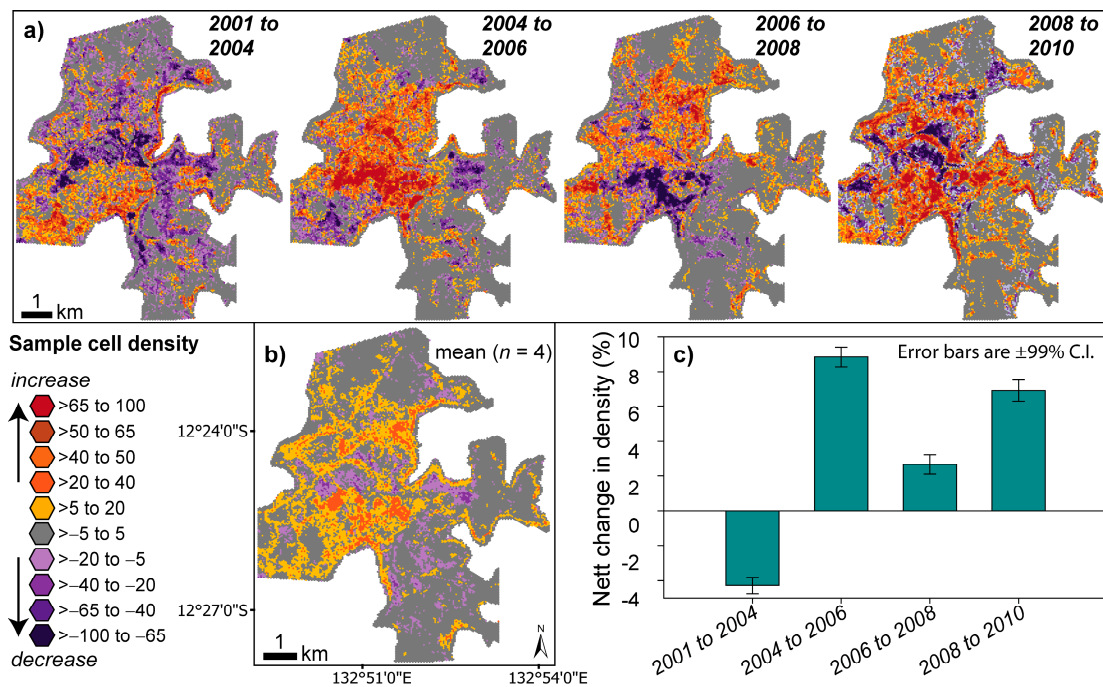 a)
2001 to
2004
2004 to
2006
2006 to
2008
2008 to
2010
1
km
Sample cell density
increase
>65 to 100
>50 to 65
>40 to 50
>20 to 40
>5 to 20
>–5 to 5
>–20 to –5
>–40 to –20
>–65 to –40
>–100 to –65
decrease
b)
mean (n = 4)
12°24'0"S
12°27'0"S
1
km
N
132°51'0"E
132°54'0"E
c)
Error bars are ±99% C.I.
Nett change in density (%)
10
8
6
4
2
0
-2
-4
2001 to 2004
2004 to 2006
2006 to 2008
2008 to 2010